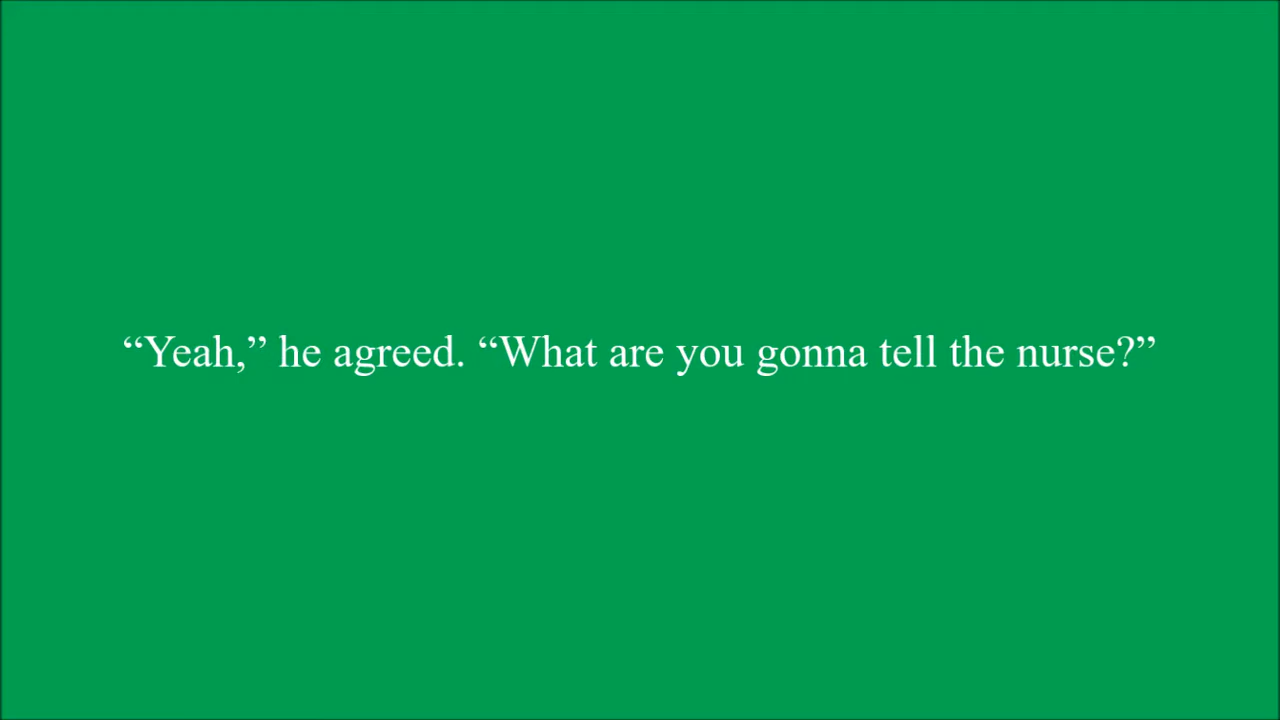 “Yeah,” he agreed. “What are you gonna tell the nurse?”